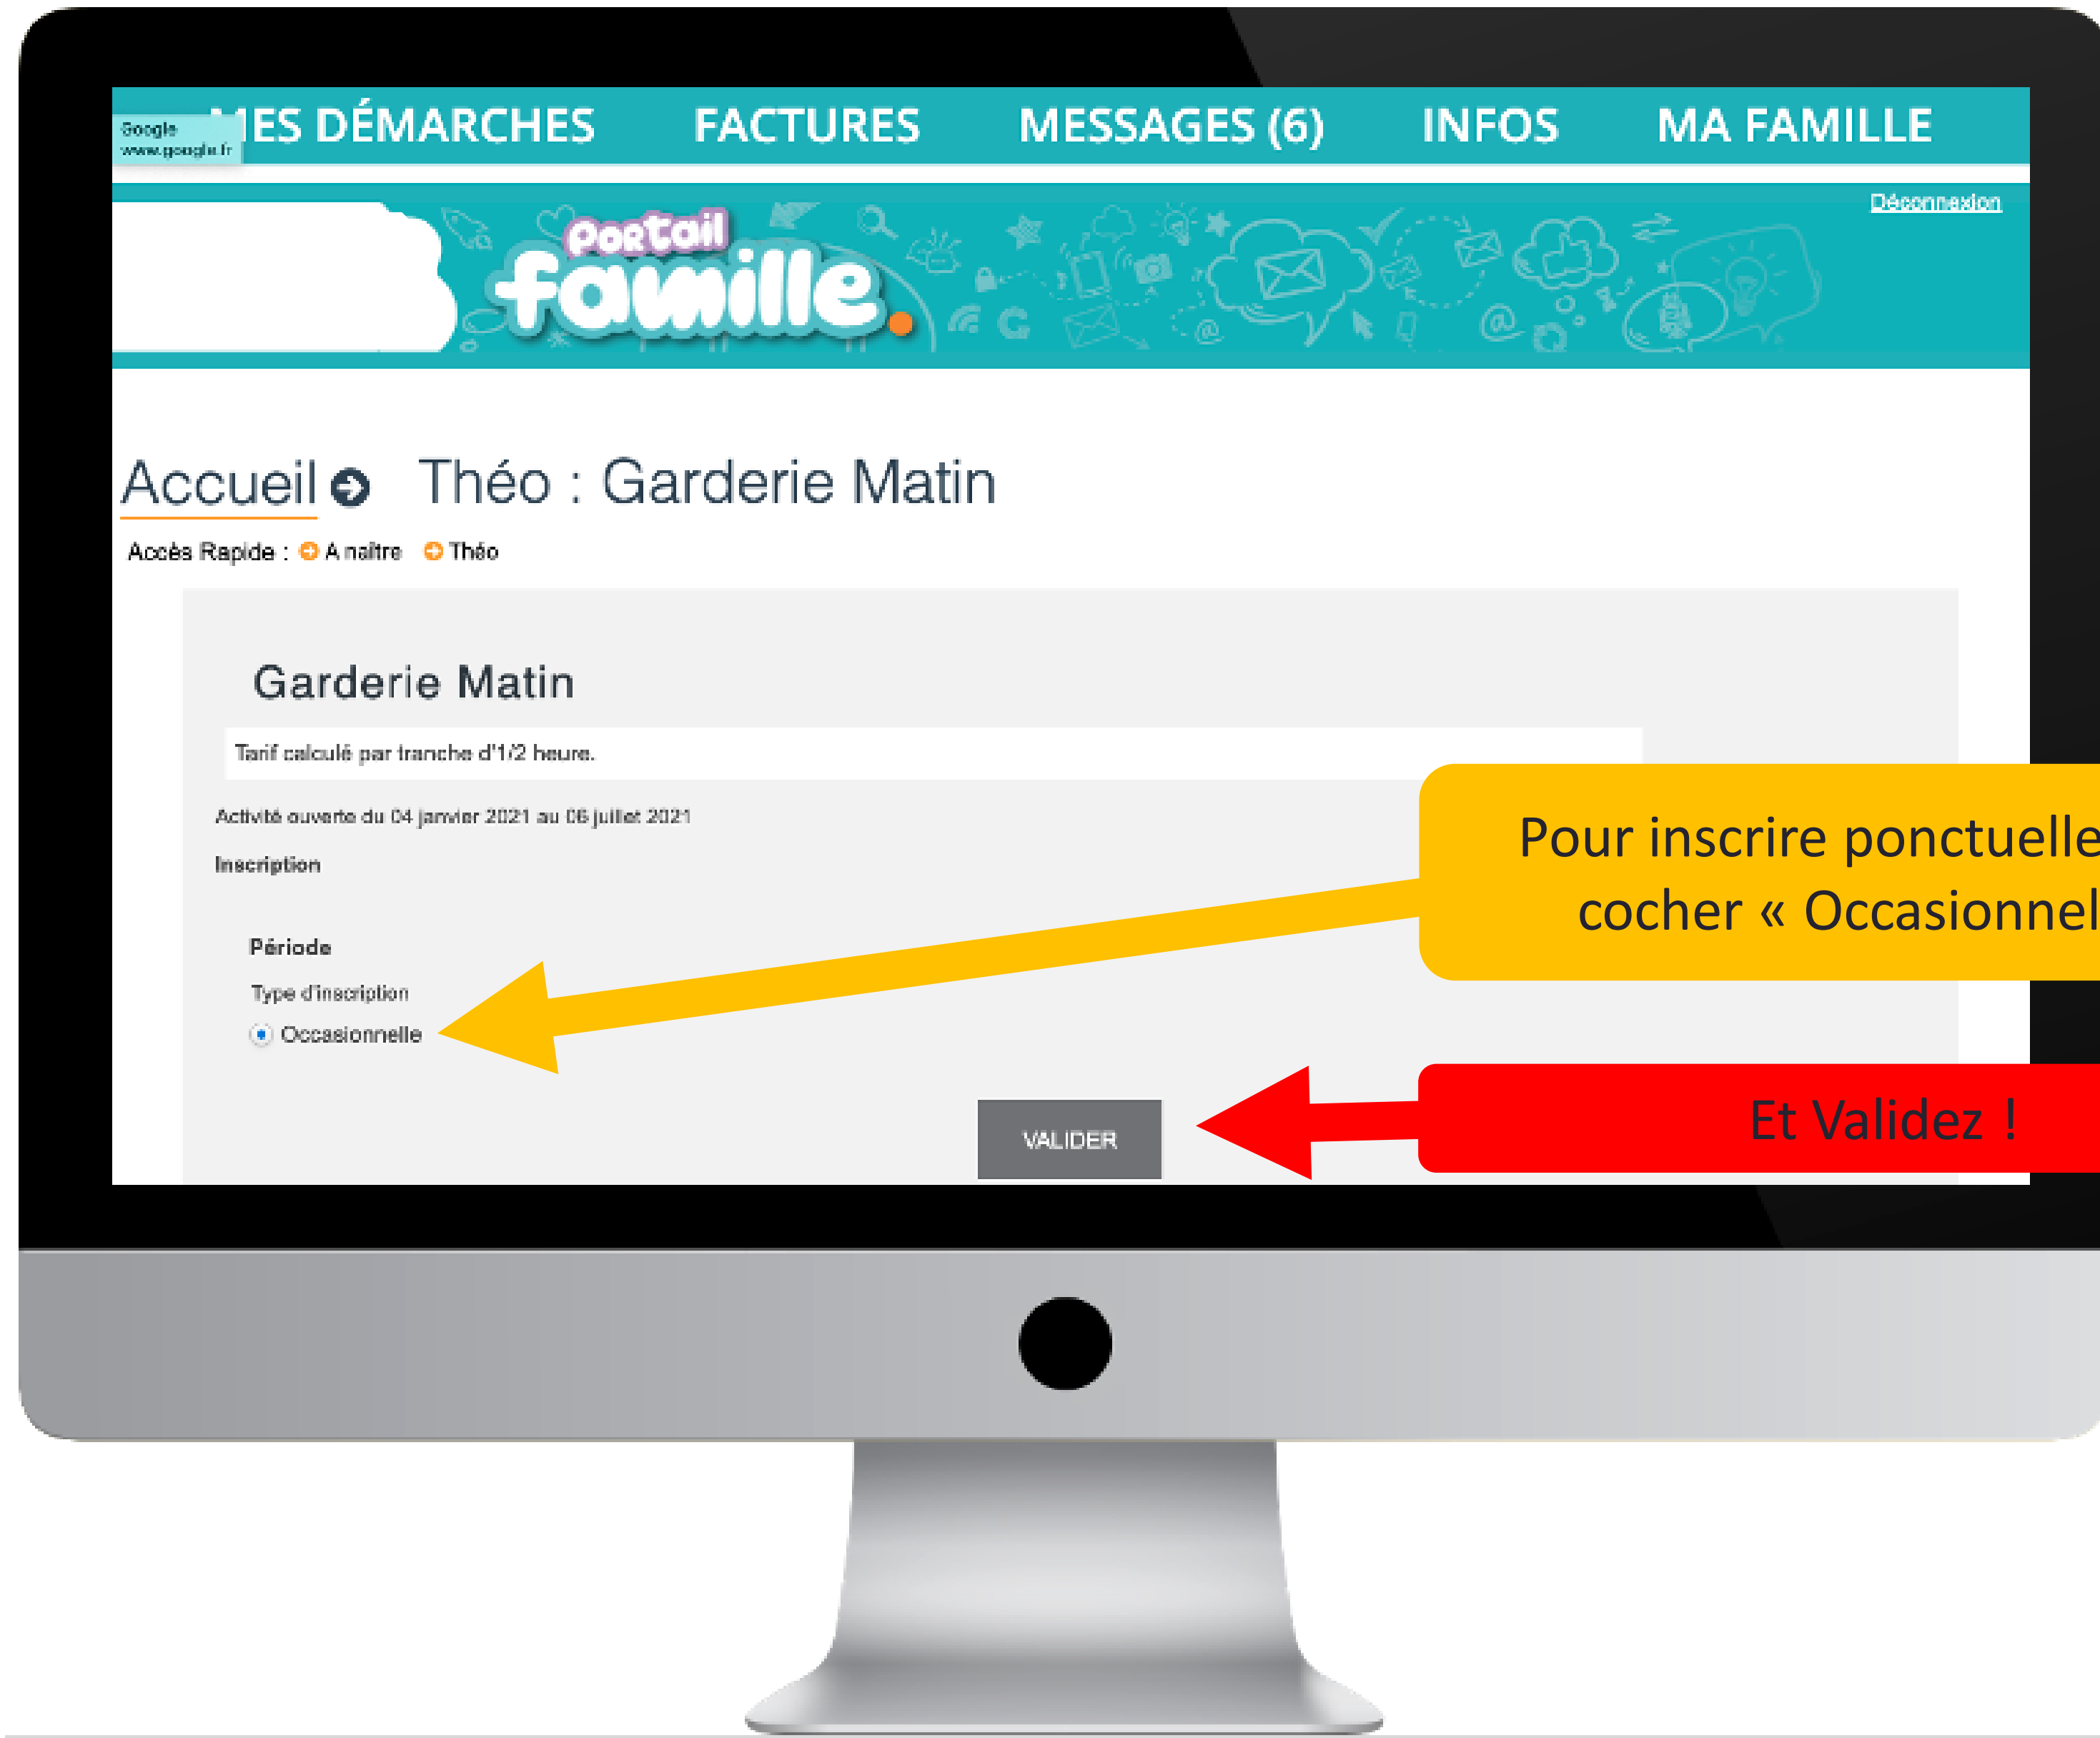 MES DÉMARCHES FACTURES MESSAGES (6) INFOS MA FAMILLE
Google
www.google.fr
Déconnexion
portail
famille.
Accueil Théo : Garderie Matin
Accès Rapide : A naître Théo
Garderie Matin
Tarif calculé par tranche d'1/2 heure.
Activité ouverte du 04 janvier 2021 au 06 juillet 2021
Inscription
Pour inscrire ponctuelle
cocher « Occasionnel
Période
Type d'inscription
Occasionnelle
Et Validez !
VALIDER